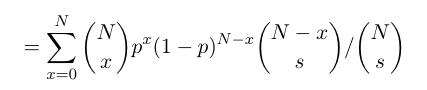 = \sum_{x=0}^{N} \binom{N}{x} p^x (1 - p)^{N-x} \binom{N-x}{s} / \binom{N}{s}